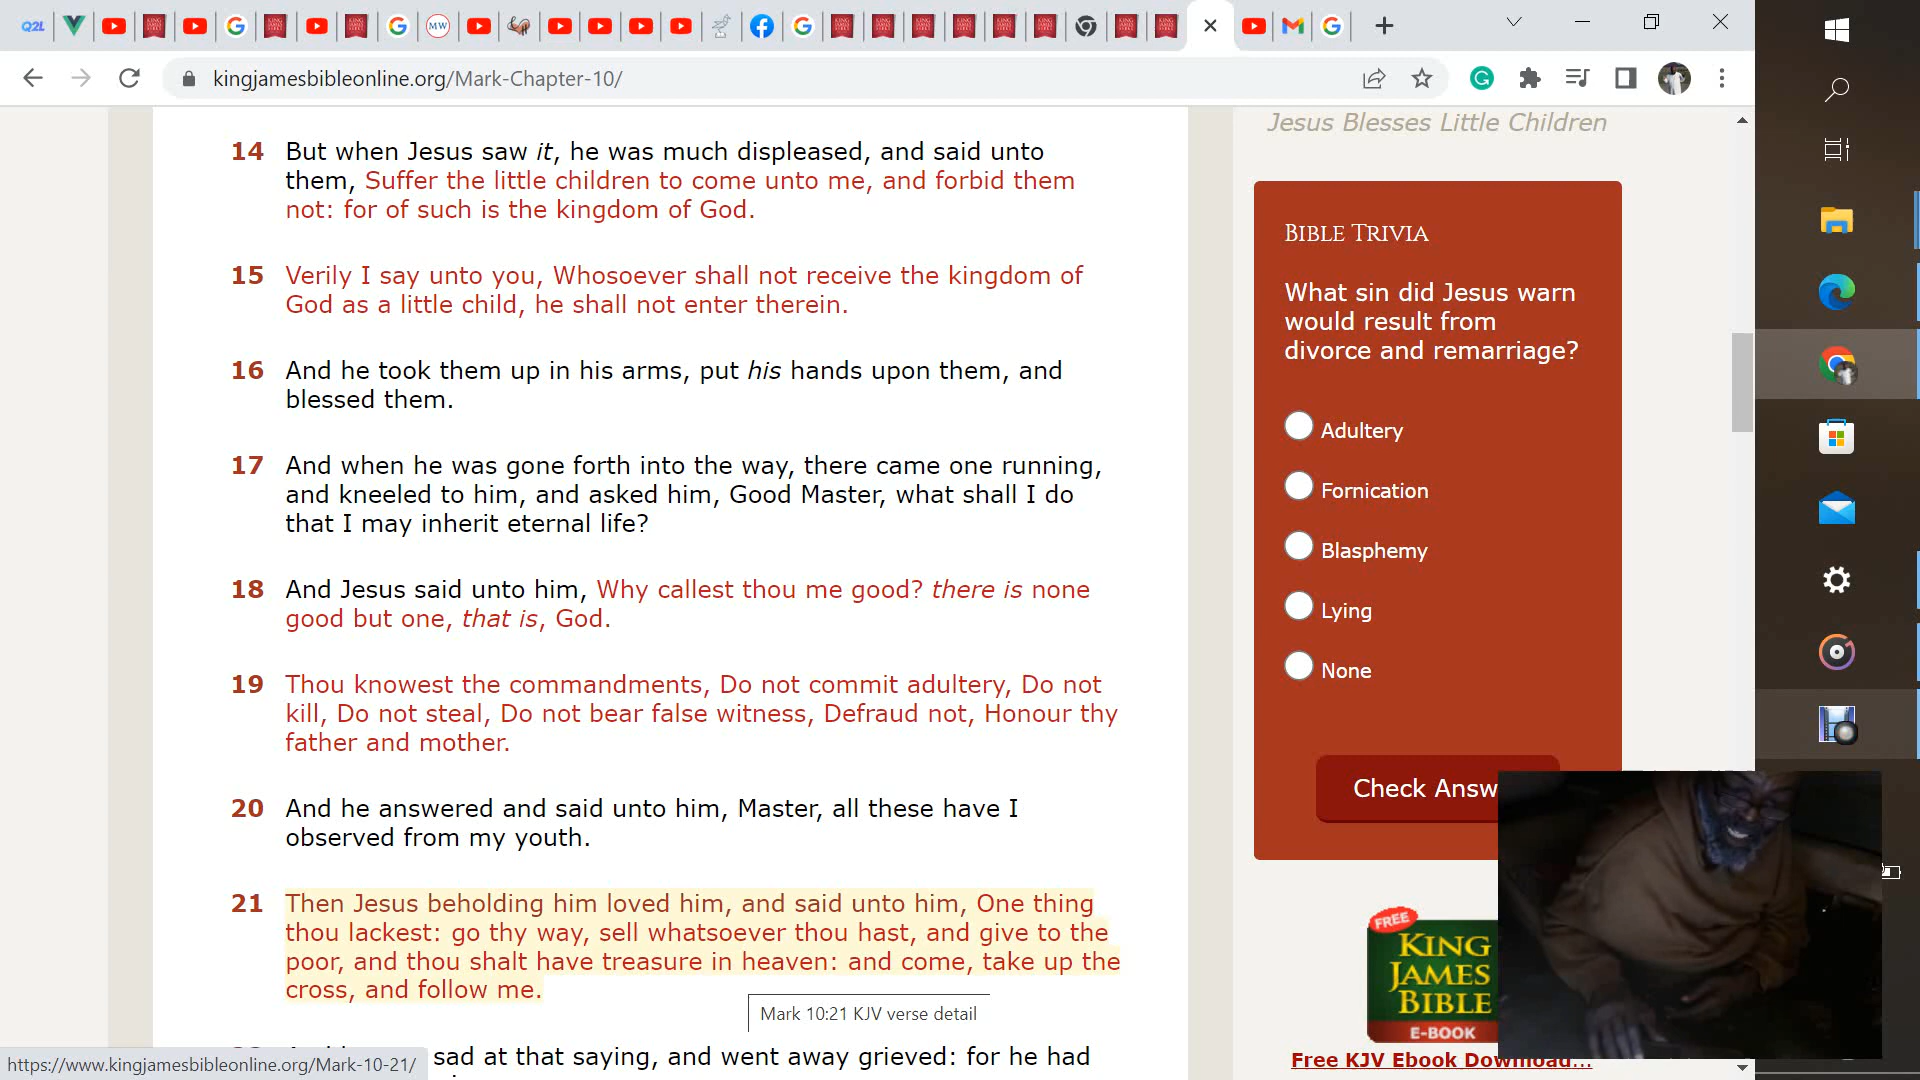 Q2L
MW
kingjamesbibleonline.org/Mark-Chapter-10/
14 But when Jesus saw it, he was much displeased, and said unto
them, Suffer the little children to come unto me, and forbid them
not: for of such is the kingdom of God.
15 Verily I say unto you, Whosoever shall not receive the kingdom of
God as a little child, he shall not enter therein.
16 And he took them up in his arms, put his hands upon them, and
blessed them.
17 And when he was gone forth into the way, there came one running,
and kneeled to him, and asked him, Good Master, what shall I do
that I may inherit eternal life?
18 And Jesus said unto him, Why callest thou me good? there is none
good but one, that is, God.
19 Thou knowest the commandments, Do not commit adultery, Do not
kill, Do not steal, Do not bear false witness, Defraud not, Honour thy
father and mother.
20 And he answered and said unto him, Master, all these have I
observed from my youth.
21 Then Jesus beholding him loved him, and said unto him, One thing
thou lackest: go thy way, sell whatsoever thou hast, and give to the
poor, and thou shalt have treasure in heaven: and come, take up the
cross, and follow me.
Mark 10:21 KJV verse detail
sad at that saying, and went away grieved: for he had
https://www.kingjamesbibleonline.org/Mark-10-21/
Jesus Blesses Little Children
BIBLE TRIVIA
What sin did Jesus warn
would result from
divorce and remarriage?
Adultery
Fornication
Blasphemy
Lying
None
Check Answ
FREE
KING
JAMES
BIBLE
E-BOOK
Free KJV Ebook Download...